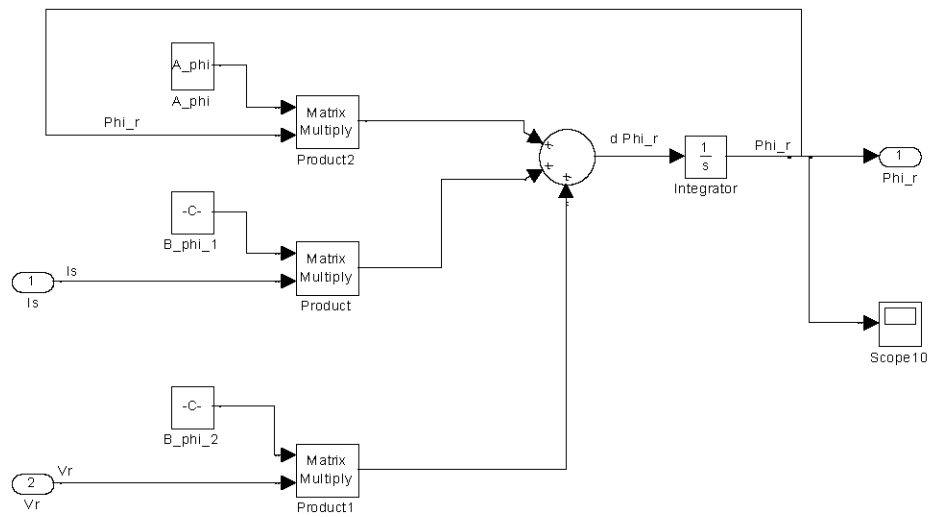 A_phi
A_phi
Phi_r
Matrix
Multiply
Product2
+
+
+
d Phi_r
1
s
Integrator
Phi_r
1
Phi_r
-C-
B_phi_1
1
Is
Is
Matrix
Multiply
Product
Scope10
-C-
B_phi_2
2
Vr
Vr
Matrix
Multiply
Product1